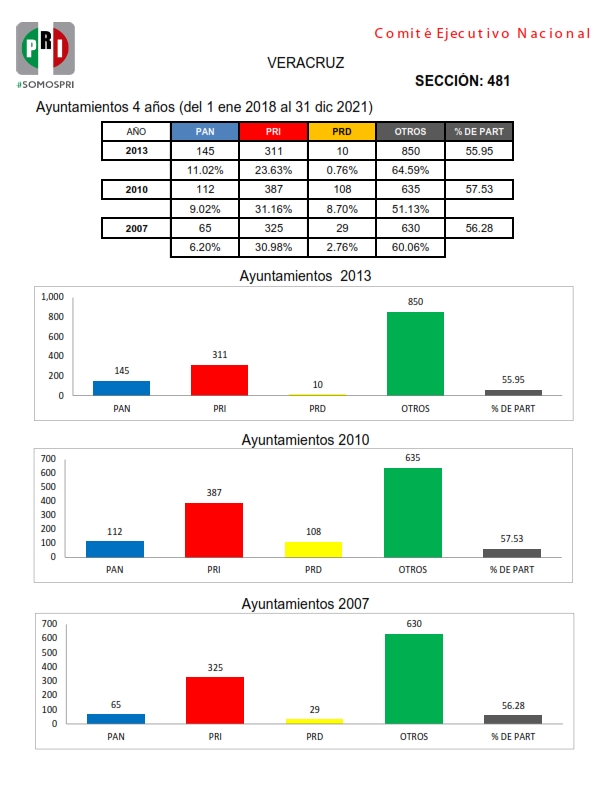 Comité Ejecutivo Nacional
PRI
#SOMOSPRI
VERACRUZ
SECCIÓN: 481
Ayuntamientos 4 años (del 1 ene 2018 al 31 dic 2021)
AÑO PAN PRI PRD OTROS % DE PART
2013 145 311 10 850 55.95
11.02% 23.63% 0.76% 64.59%
2010 112 387 108 635 57.53
9.02% 31.16% 8.70% 51.13%
2007 65 325 29 630 56.28
6.20% 30.98% 2.76% 60.06%
Ayuntamientos 2013
1,000
800
600
400
200
0
145 311 10 850 55.95
PAN PRI PRD OTROS % DE PART
Ayuntamientos 2010
700
600
500
400
300
200
100
0
112 387 108 635 57.53
PAN PRI PRD OTROS % DE PART
Ayuntamientos 2007
700
600
500
400
300
200
100
0
65 325 29 630 56.28
PAN PRI PRD OTROS % DE PART